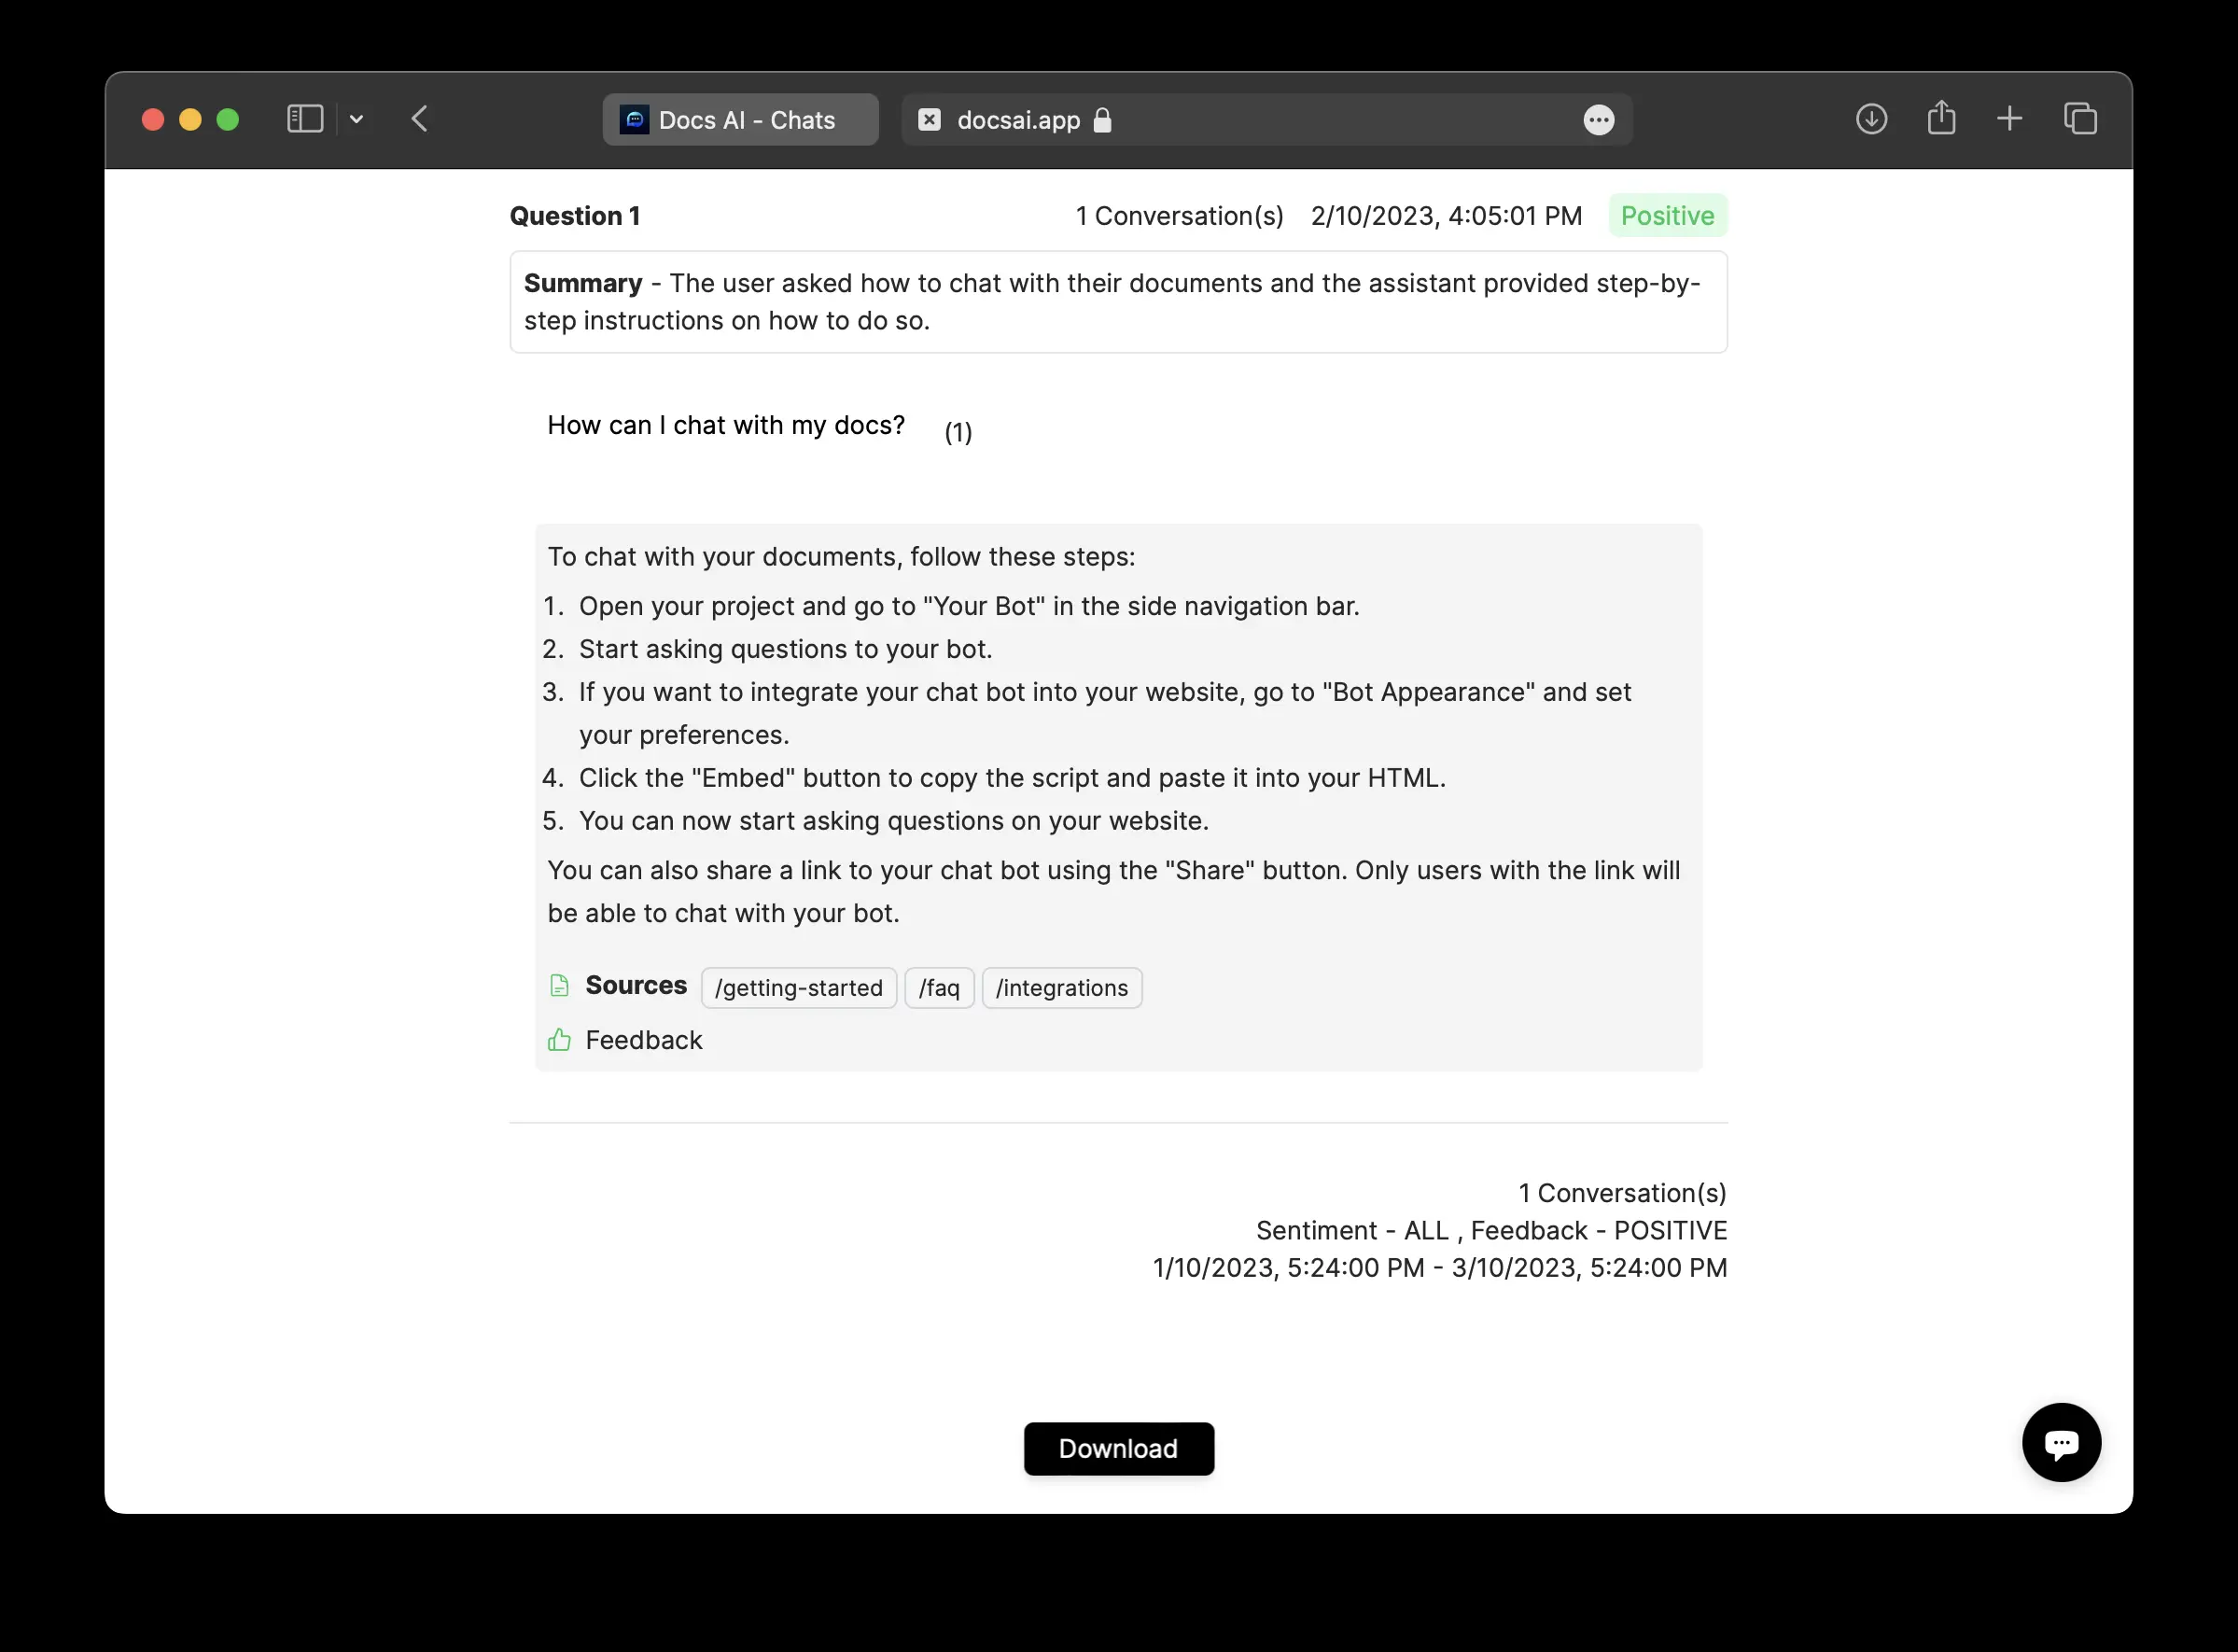 Docs AI - Chats
docsai.app
Question 1
1 Conversation(s) 2/10/2023, 4:05:01 PM Positive
Summary - The user asked how to chat with their documents and the assistant provided step-by-
step instructions on how to do so.
How can I chat with my docs? (1)
To chat with your documents, follow these steps:
1. Open your project and go to "Your Bot" in the side navigation bar.
2. Start asking questions to your bot.
3. If you want to integrate your chat bot into your website, go to "Bot Appearance" and set
your preferences.
4. Click the "Embed" button to copy the script and paste it into your HTML.
5. You can now start asking questions on your website.
You can also share a link to your chat bot using the "Share" button. Only users with the link will
be able to chat with your bot.
Sources /getting-started /faq /integrations
Feedback
1 Conversation(s)
Sentiment - ALL , Feedback - POSITIVE
1/10/2023, 5:24:00 PM - 3/10/2023, 5:24:00 PM
Download